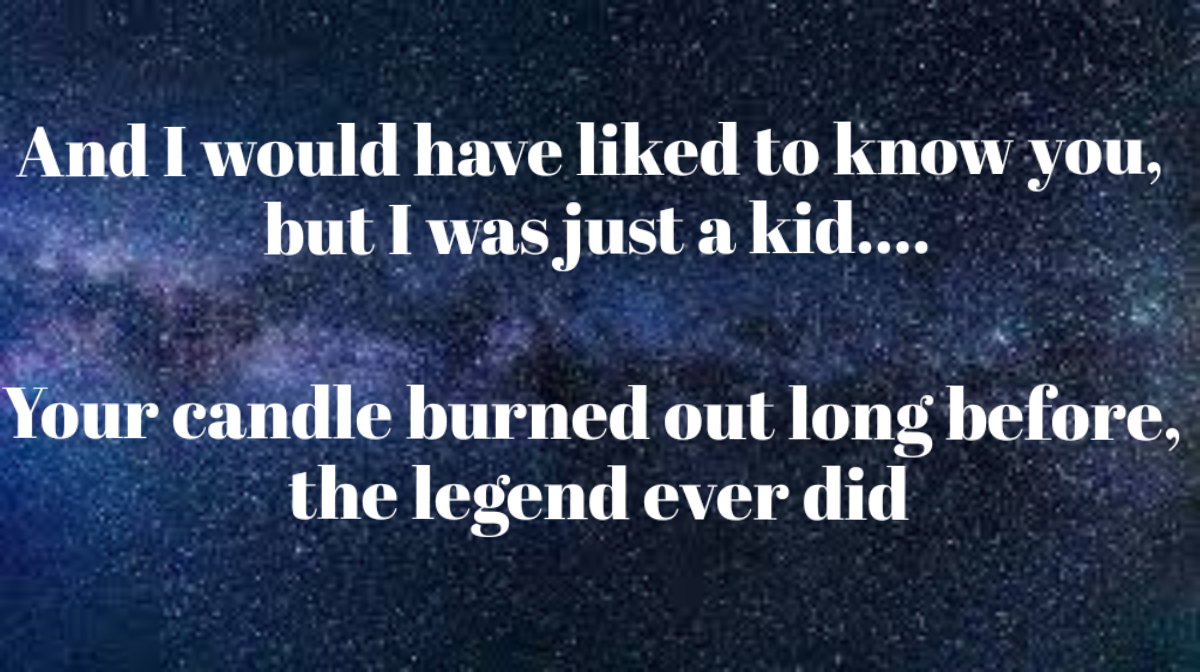 And I would have liked to know you,
but I was just a kid....
Your candle burned out long before,
the legend ever did